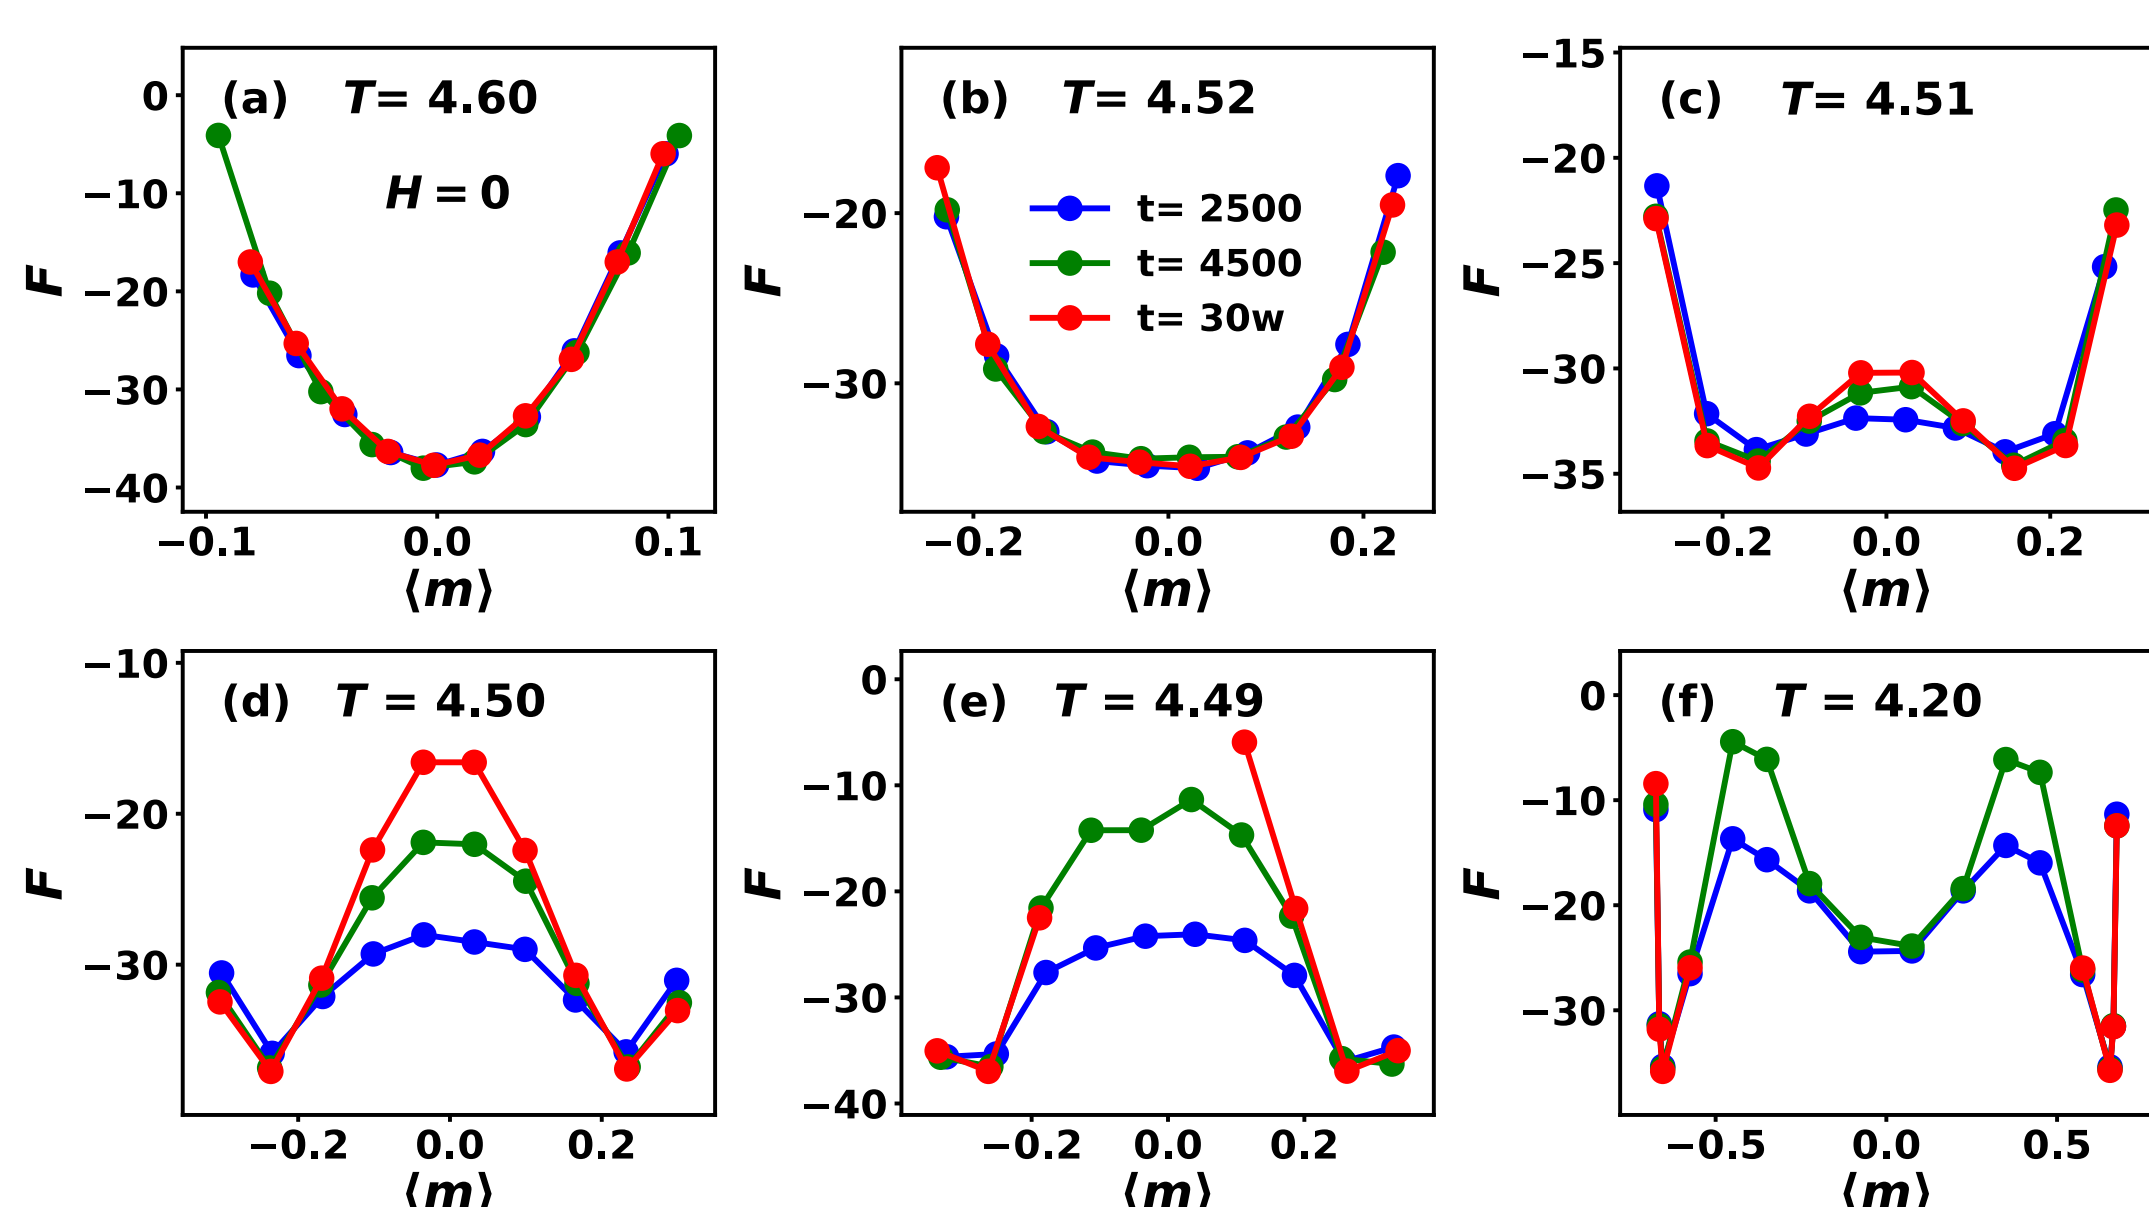 (a) T= 4.60
H = 0
F
0
−10
−20
−30
−40
−0.1 0.0 0.1
⟨m⟩
(b) T= 4.52
t= 2500
t= 4500
t= 30w
F
−20
−30
−0.2 0.0 0.2
⟨m⟩
(c) T= 4.51
F
−15
−20
−25
−30
−35
−0.2 0.0 0.2
⟨m⟩
(d) T = 4.50
F
−10
−20
−30
−0.2 0.0 0.2
⟨m⟩
(e) T = 4.49
F
0
−10
−20
−30
−40
−0.2 0.0 0.2
⟨m⟩
(f) T = 4.20
F
0
−10
−20
−30
−0.5 0.0 0.5
⟨m⟩